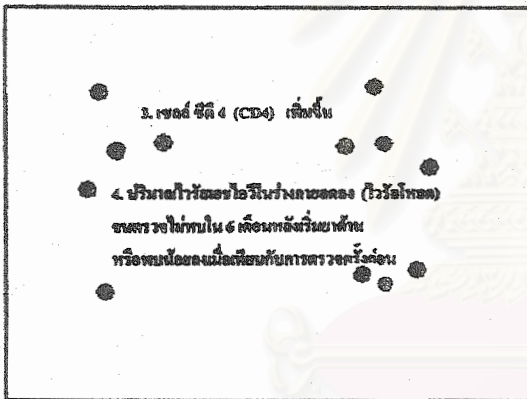 3. เซลล์ ซีดี 4 (CD4) เพิ่มขึ้น
4. ปริมาณไวรัสเอชไอวีในร่างกายลดลง (ไวรัลโหลด)
จนตรวจไม่พบใน 6 เดือนหลังเริ่มยาต้าน
หรือพบน้อยลงเมื่อเทียบกับการตรวจครั้งก่อน